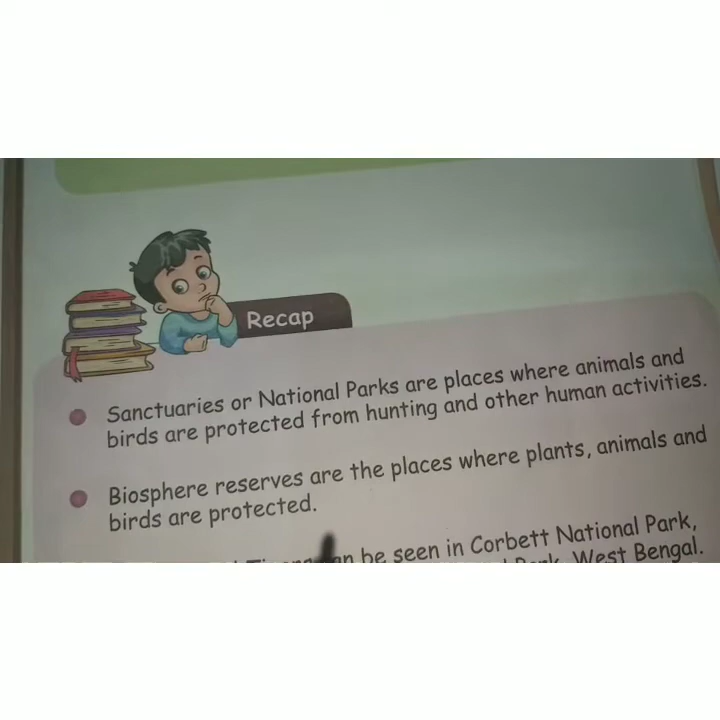 Recap
Sanctuaries or National Parks are places where animals and
birds are protected from hunting and other human activities.
Biosphere reserves are the places where plants, animals and
birds are protected.
be seen in Corbett National Park,
Park, West Bengal.